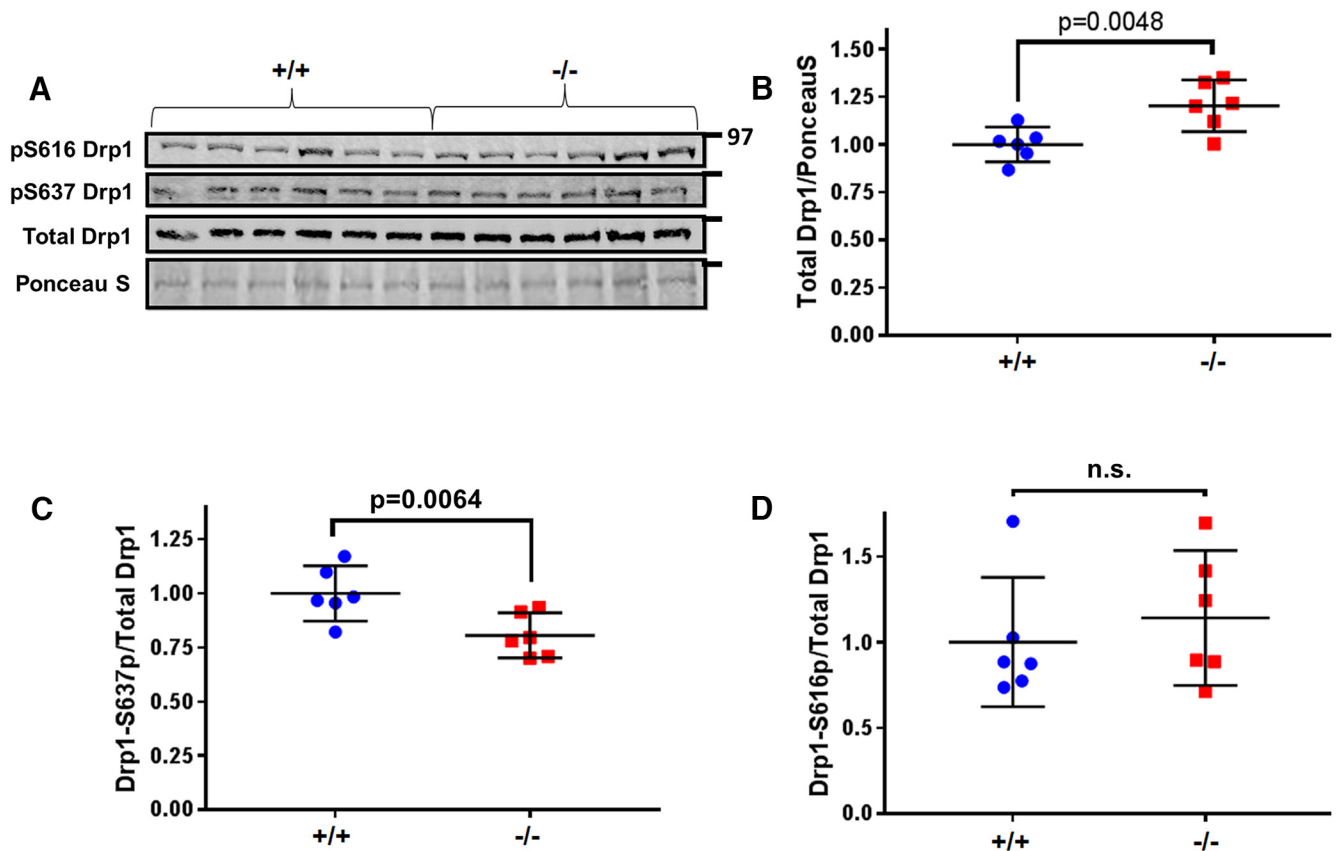 A
+/+
-/-
pS616 Drp1
97
pS637 Drp1
Total Drp1
Ponceau S
B
p=0.0048
Total Drp1/PonceauS
1.50
1.25
1.00
0.75
0.50
0.25
0.00
+/+
-/-
C
p=0.0064
Drp1-S637p/Total Drp1
1.25
1.00
0.75
0.50
0.25
0.00
+/+
-/-
D
n.s.
Drp1-S616p/Total Drp1
1.5
1.0
0.5
0.0
+/+
-/-